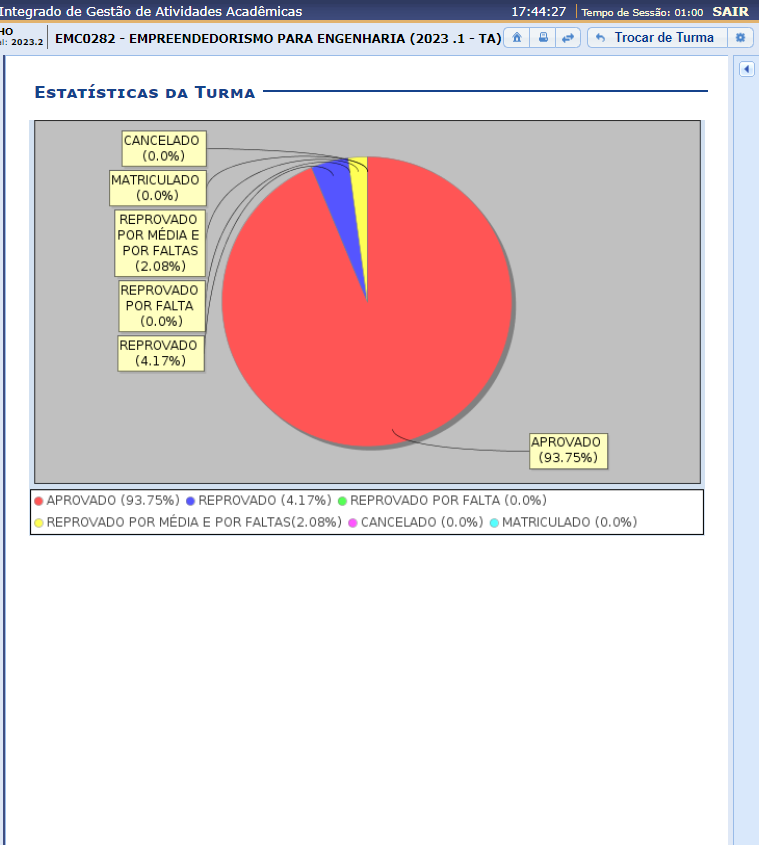 Integrado de Gestão de Atividades Acadêmicas 17:44:27 Tempo de Sessão: 01:00 SAIR
HO
el: 2023.2 EMC0282 - EMPREENDEDORISMO PARA ENGENHARIA (2023 .1 - TA) Trocar de Turma
Estatísticas da Turma
CANCELADO
(0.0%)
MATRICULADO
(0.0%)
REPROVADO
POR MÉDIA E
POR FALTAS
(2.08%)
REPROVADO
POR FALTA
(0.0%)
REPROVADO
(4.17%)
APROVADO
(93.75%)
APROVADO (93.75%) REPROVADO (4.17%) REPROVADO POR FALTA (0.0%)
REPROVADO POR MÉDIA E POR FALTAS(2.08%) CANCELADO (0.0%) MATRICULADO (0.0%)